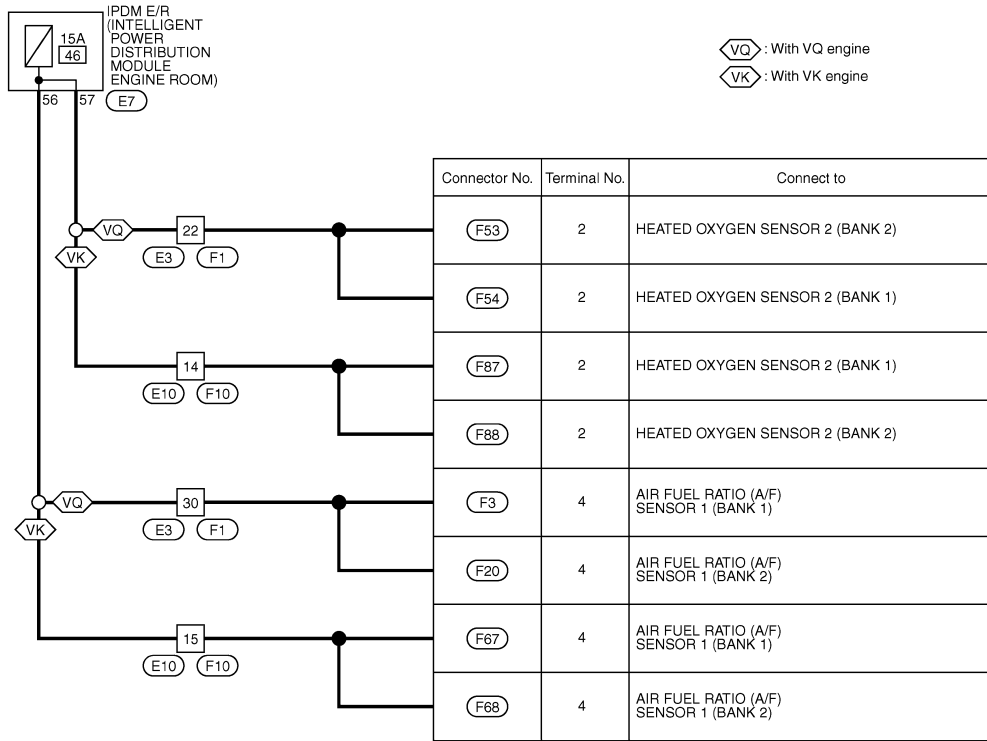 IPDM E/R
(INTELLIGENT
POWER
DISTRIBUTION
MODULE
ENGINE ROOM)
15A
46
56
57
E7
VQ : With VQ engine
VK : With VK engine
Connector No. Terminal No. Connect to
VQ 22
E3 F1
VK
F53 2 HEATED OXYGEN SENSOR 2 (BANK 2)
F54 2 HEATED OXYGEN SENSOR 2 (BANK 1)
14
E10 F10
F87 2 HEATED OXYGEN SENSOR 2 (BANK 1)
F88 2 HEATED OXYGEN SENSOR 2 (BANK 2)
VQ 30
E3 F1
VK
F3 4 AIR FUEL RATIO (A/F)
SENSOR 1 (BANK 1)
F20 4 AIR FUEL RATIO (A/F)
SENSOR 1 (BANK 2)
15
E10 F10
F67 4 AIR FUEL RATIO (A/F)
SENSOR 1 (BANK 1)
F68 4 AIR FUEL RATIO (A/F)
SENSOR 1 (BANK 2)